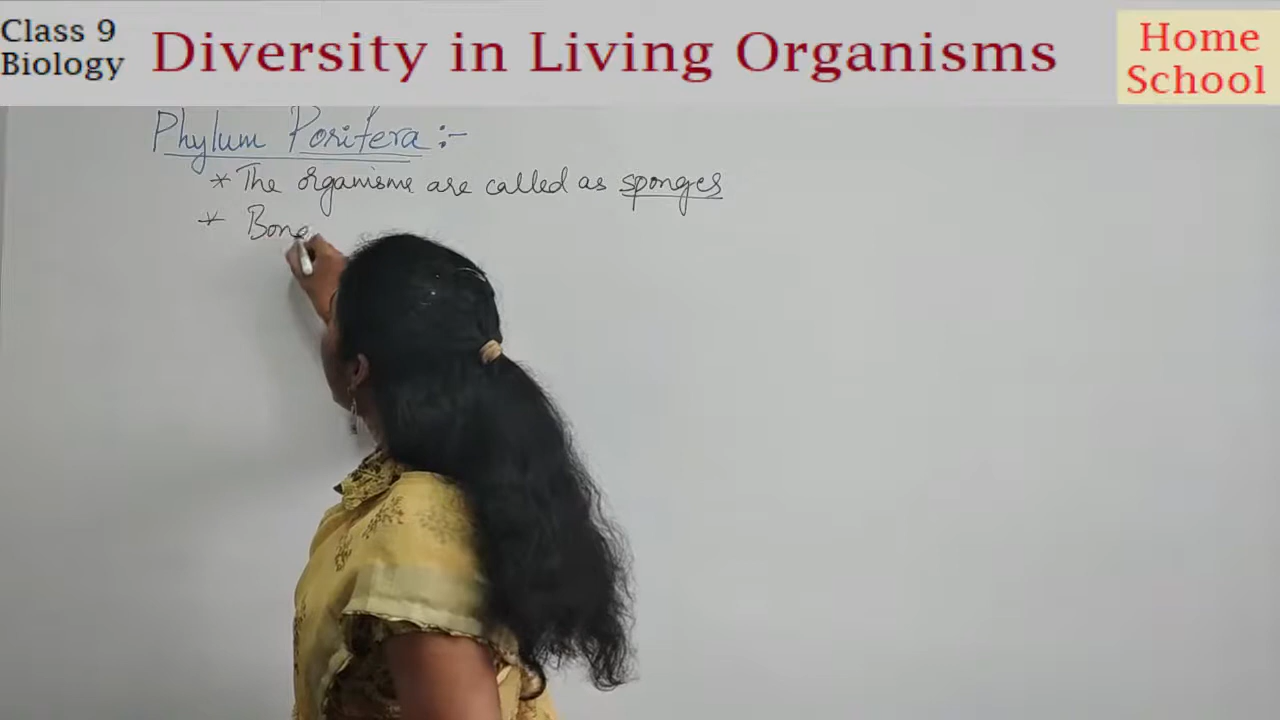 Class 9
Biology
Diversity in Living Organisms
Home
School
Phylum Porifera :-
* The organisms are called as sponges
* Bone